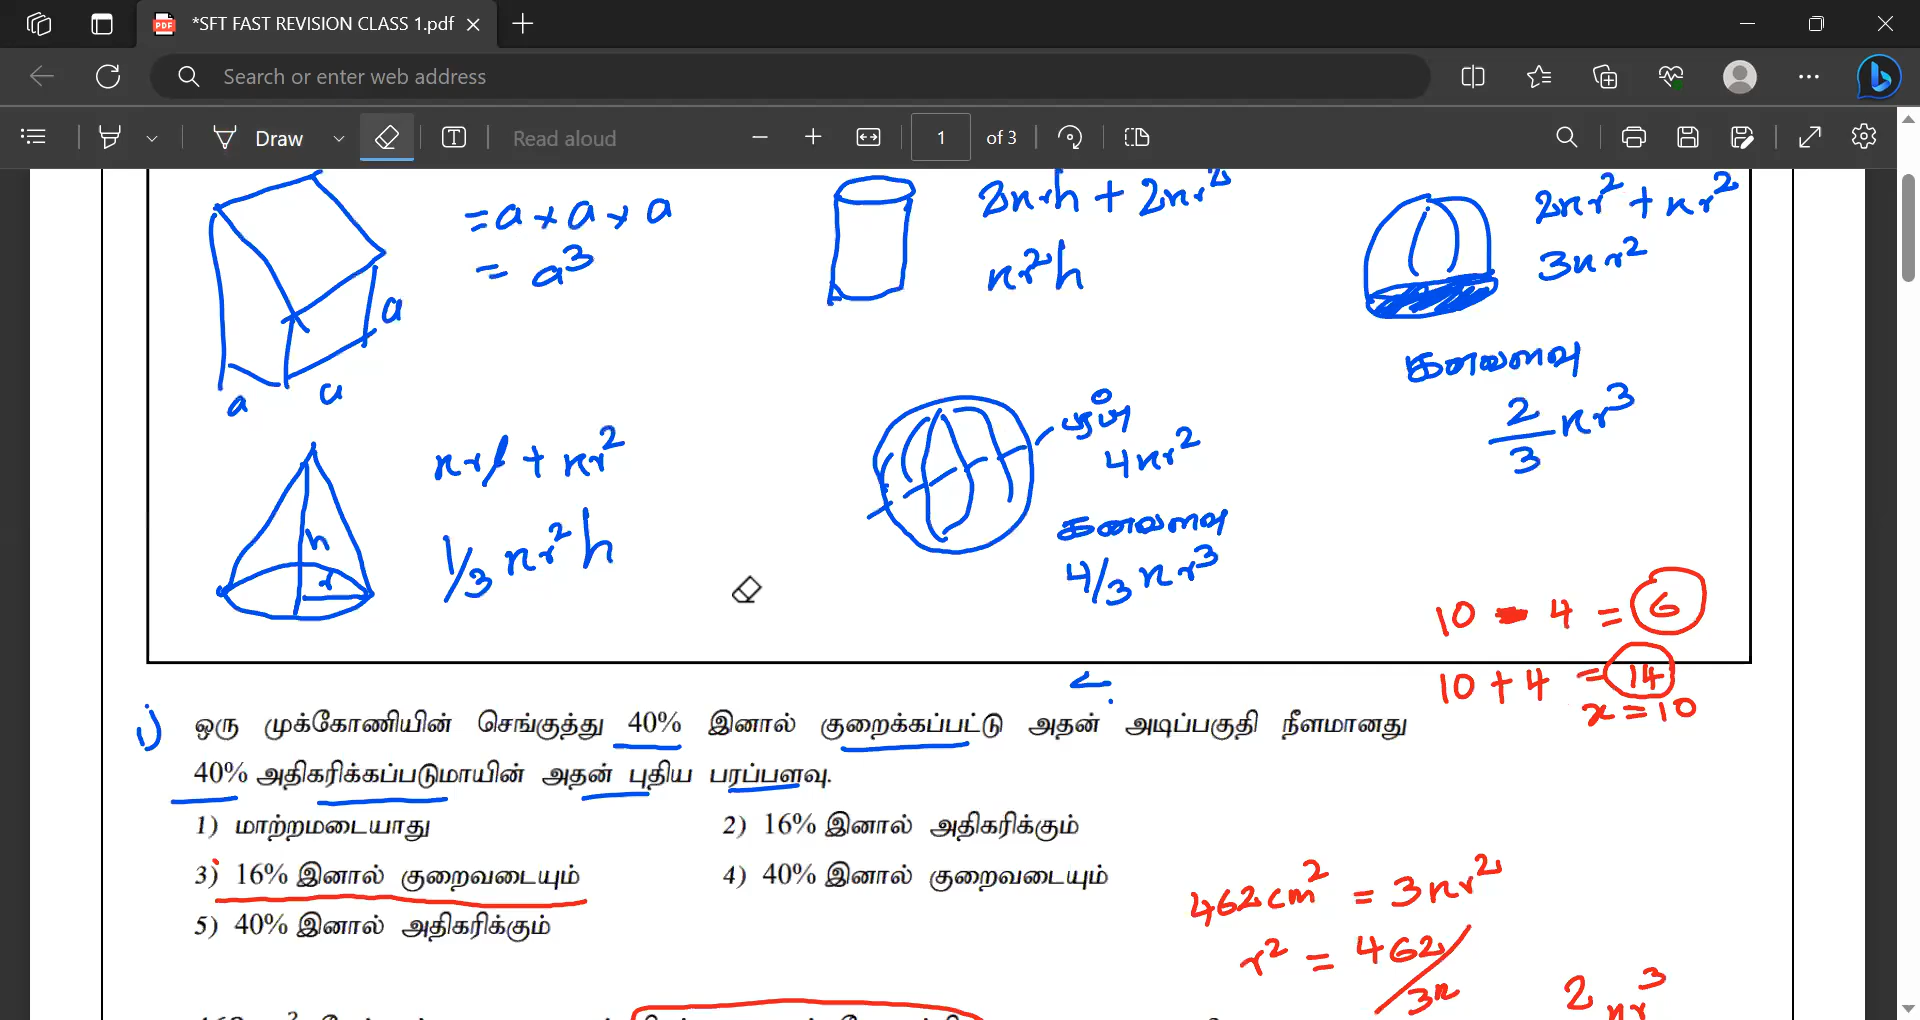 *SFT FAST REVISION CLASS 1.pdf
Search or enter web address
Draw
Read aloud
1 of 3
= a × a × a
= a³
a
a
a
2πrh + 2πr²
πr²h
2πr² + πr²
3πr²
கனவளவு
2/3 πr³
πrl + πr²
1/3 πr²h
h
r
4πr²
கனவளவு
4/3 πr³
10 - 4 = 6
10 + 4 = 14
x = 10
i) ஒரு முக்கோணியின் செங்குத்து 40% இனால் குறைக்கப்பட்டு அதன் அடிப்பகுதி நீளமானது
40% அதிகரிக்கப்படுமாயின் அதன் புதிய பரப்பளவு.
1) மாற்றமடையாது
2) 16% இனால் அதிகரிக்கும்
3) 16% இனால் குறைவடையும்
4) 40% இனால் குறைவடையும்
5) 40% இனால் அதிகரிக்கும்
462cm² = 3πr²
r² = 462/3π
2 πr³